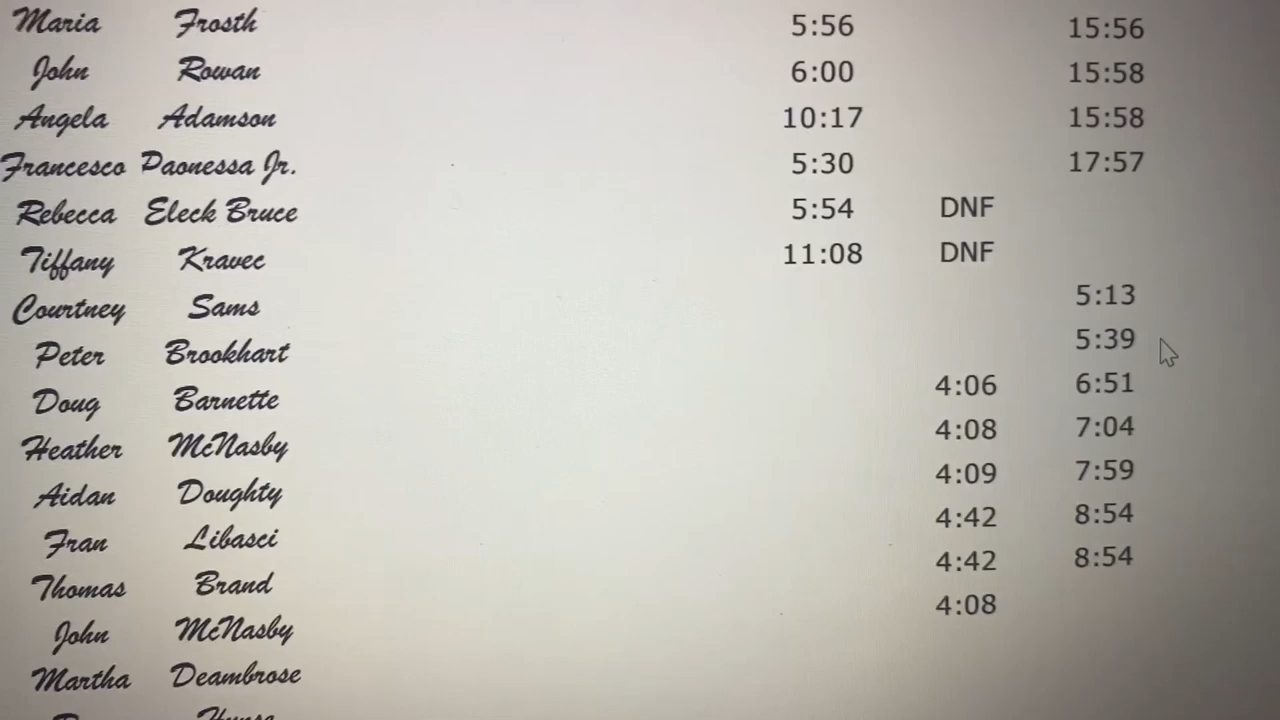 Maria Frosth 5:56 15:56
John Rowan 6:00 15:58
Angela Adamson 10:17 15:58
Francesco Paonessa Jr. 5:30 17:57
Rebecca Eleck Bruce 5:54 DNF
Tiffany Kravec 11:08 DNF
Courtney Sams 5:13
Peter Brookhart 5:39
Doug Barnette 4:06 6:51
Heather McNasby 4:08 7:04
Aidan Doughty 4:09 7:59
Fran Libasci 4:42 8:54
Thomas Brand 4:42 8:54
John McNasby 4:08
Martha Deambrose